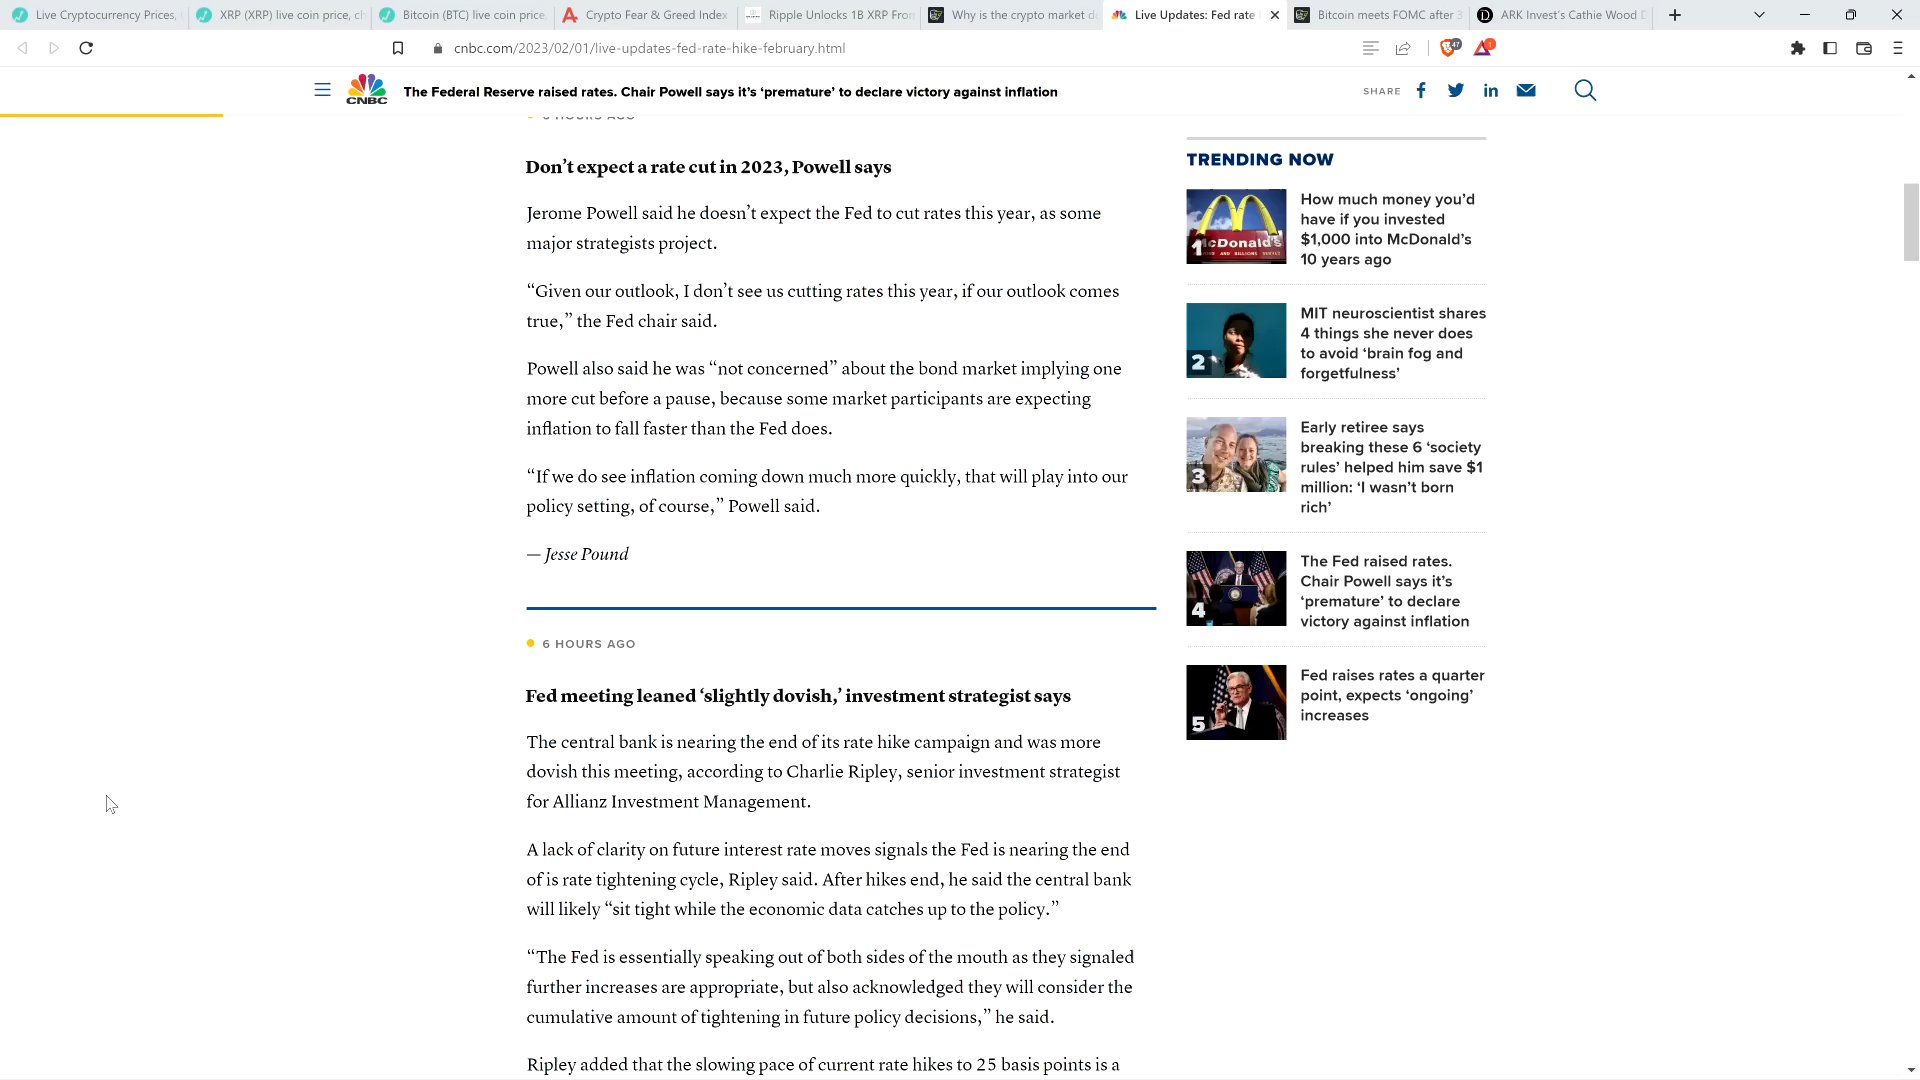 Live Cryptocurrency Prices,
XRP (XRP) live coin price, ch
Bitcoin (BTC) live coin price,
Crypto Fear & Greed Index
Ripple Unlocks 1B XRP Fron
Why is the crypto market do
Live Updates: Fed rate
Bitcoin meets FOMC after
ARK Invest's Cathie Wood D
cnbc.com/2023/02/01/live-updates-fed-rate-hike-february.html
47
1
CNBC
The Federal Reserve raised rates. Chair Powell says it's ‘premature’ to declare victory against inflation
SHARE
HOURS AGO
Don’t expect a rate cut in 2023, Powell says
Jerome Powell said he doesn’t expect the Fed to cut rates this year, as some
major strategists project.
“Given our outlook, I don’t see us cutting rates this year, if our outlook comes
true,” the Fed chair said.
Powell also said he was “not concerned” about the bond market implying one
more cut before a pause, because some market participants are expecting
inflation to fall faster than the Fed does.
“If we do see inflation coming down much more quickly, that will play into our
policy setting, of course,” Powell said.
— Jesse Pound
6 HOURS AGO
Fed meeting leaned ‘slightly dovish,’ investment strategist says
The central bank is nearing the end of its rate hike campaign and was more
dovish this meeting, according to Charlie Ripley, senior investment strategist
for Allianz Investment Management.
A lack of clarity on future interest rate moves signals the Fed is nearing the end
of is rate tightening cycle, Ripley said. After hikes end, he said the central bank
will likely “sit tight while the economic data catches up to the policy.”
“The Fed is essentially speaking out of both sides of the mouth as they signaled
further increases are appropriate, but also acknowledged they will consider the
cumulative amount of tightening in future policy decisions,” he said.
Ripley added that the slowing pace of current rate hikes to 25 basis points is a
TRENDING NOW
McDonald's
1
How much money you’d
have if you invested
$1,000 into McDonald’s
10 years ago
2
MIT neuroscientist shares
4 things she never does
to avoid ‘brain fog and
forgetfulness’
3
Early retiree says
breaking these 6 ‘society
rules’ helped him save $1
million: ‘I wasn’t born
rich’
4
The Fed raised rates.
Chair Powell says it’s
‘premature’ to declare
victory against inflation
5
Fed raises rates a quarter
point, expects ‘ongoing’
increases